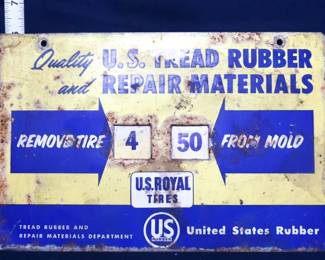 Quality U.S. TREAD RUBBER
and REPAIR MATERIALS
REMOVE TIRE 4 50 FROM MOLD
U.S. ROYAL
TIRES
TREAD RUBBER AND
REPAIR MATERIALS DEPARTMENT
US
United States Rubber